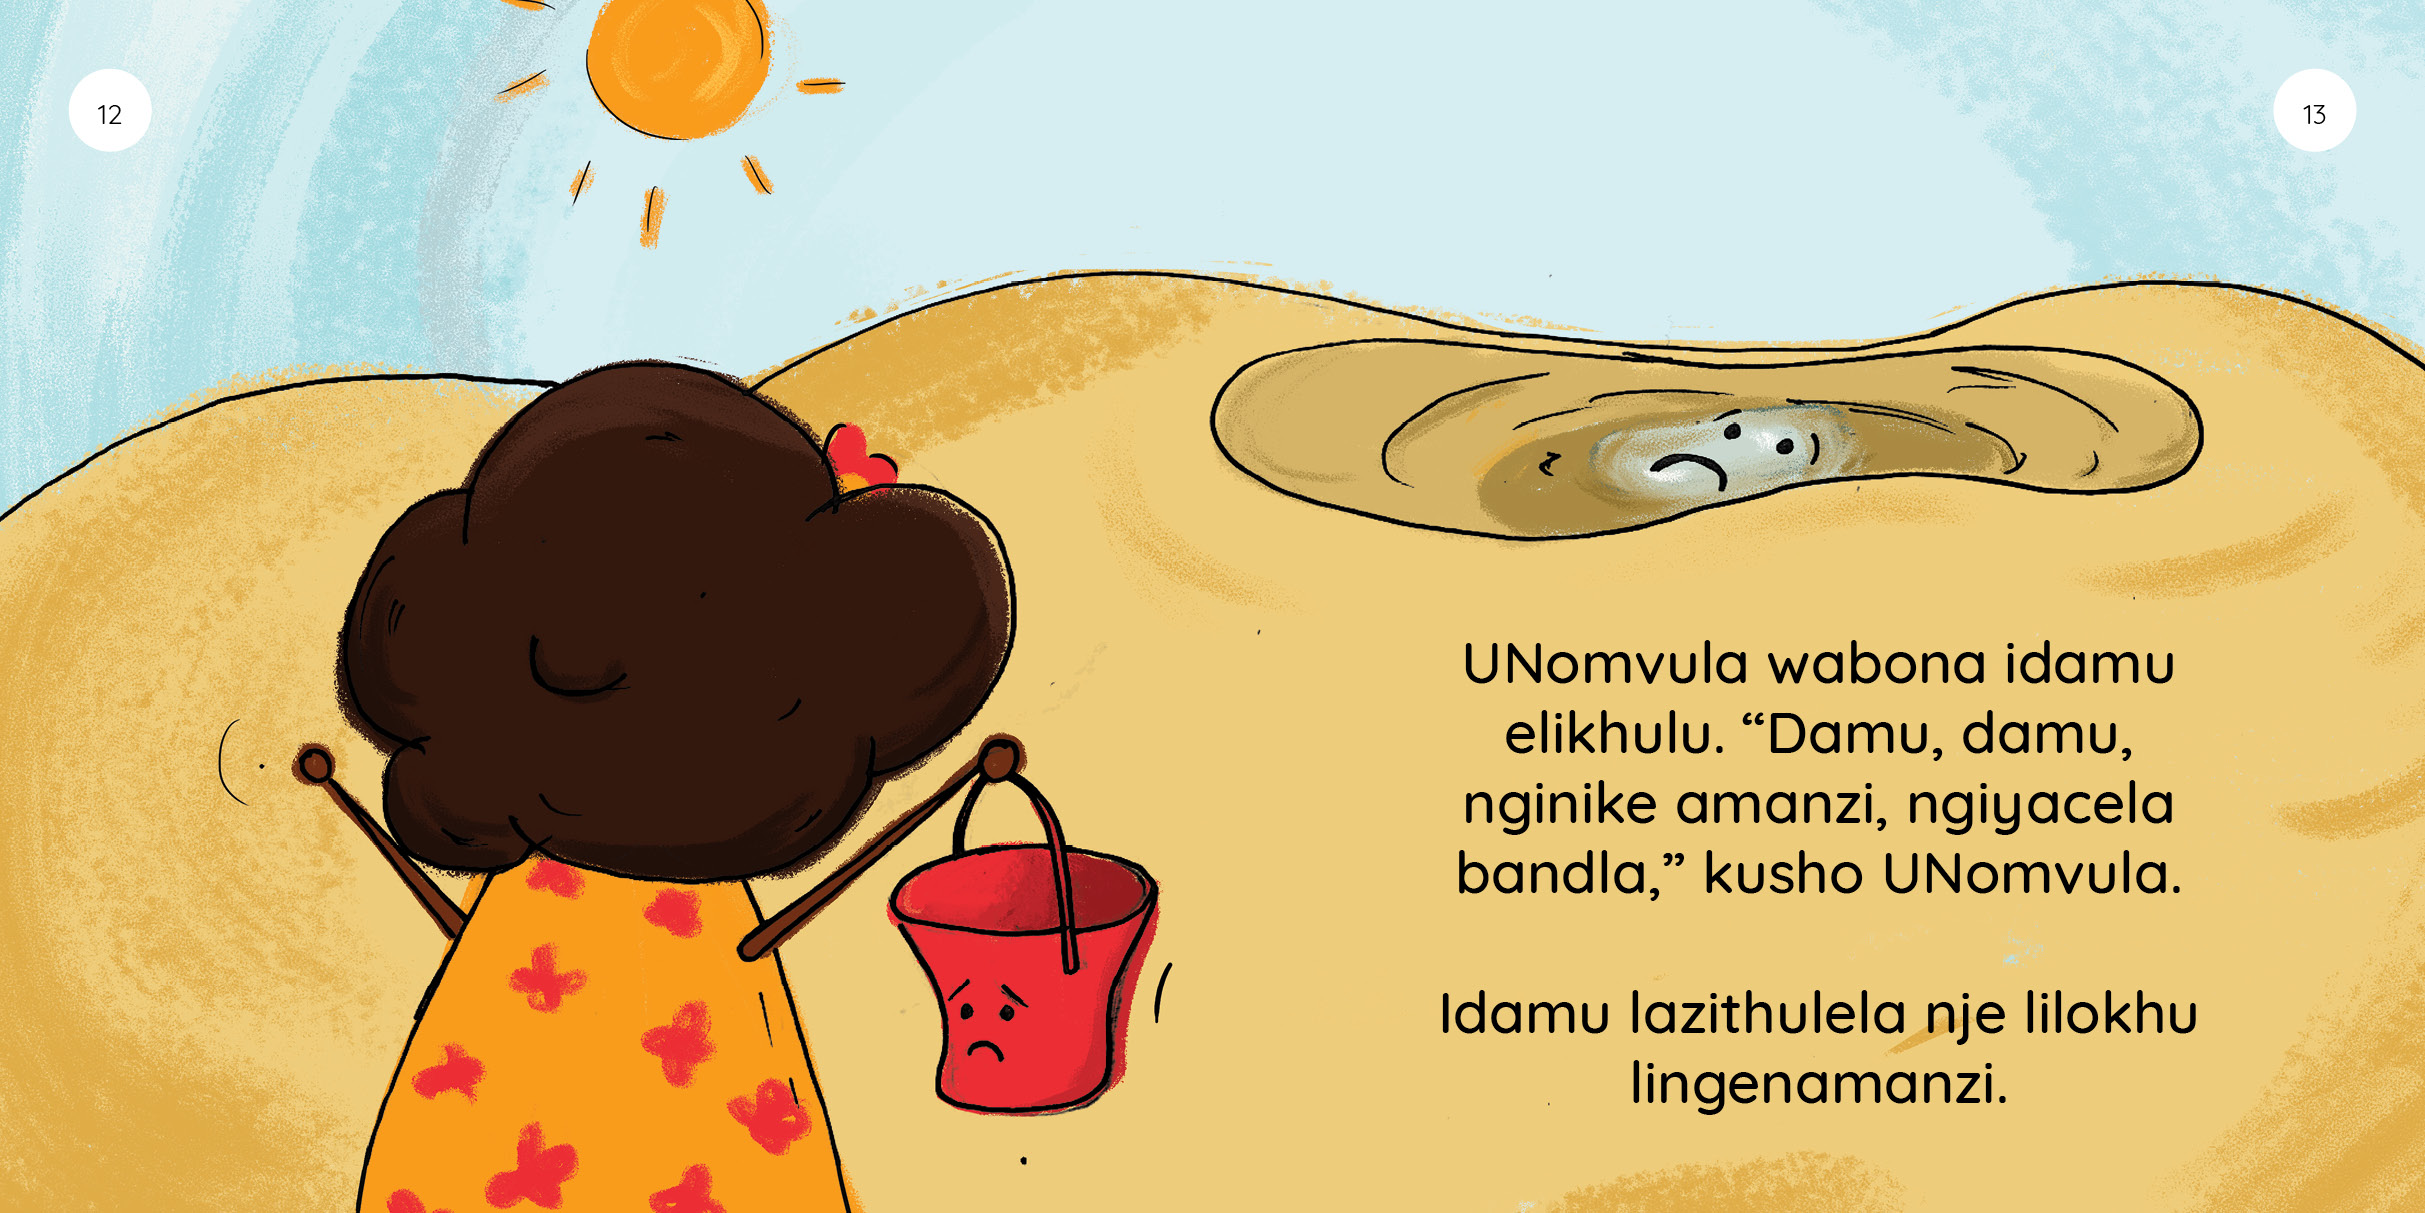 12
13
UNomvula wabona idamu
elikhulu. “Damu, damu,
nginike amanzi, ngiyacela
bandla,” kusho UNomvula.
Idamu lazithulela nje lilokhu
lingenamanzi.